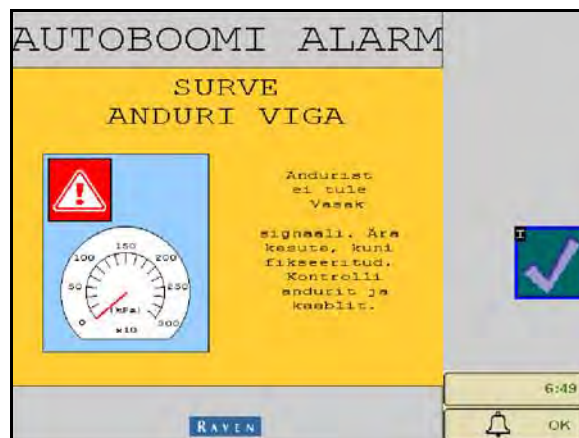 AUTOBOOMI ALARM
SURVE
ANDURI VIGA
Andurist
ei tule
Vasak
signaali. Ära
kasuta, kuni
fikseeritud.
Kontrolli
andurit ja
kaablit.
150
100 200
50 250
(kPa)
0 300
x10
I
6:49
RAVEN
OK